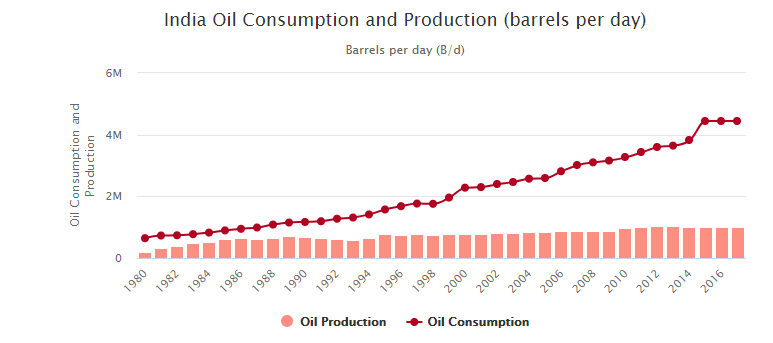 India Oil Consumption and Production (barrels per day)
Barrels per day (B/d)
Oil Consumption and
Production
6M
4M
2M
0
1980
1982
1984
1986
1988
1990
1992
1994
1996
1998
2000
2002
2004
2006
2008
2010
2012
2014
2016
Oil Production
Oil Consumption